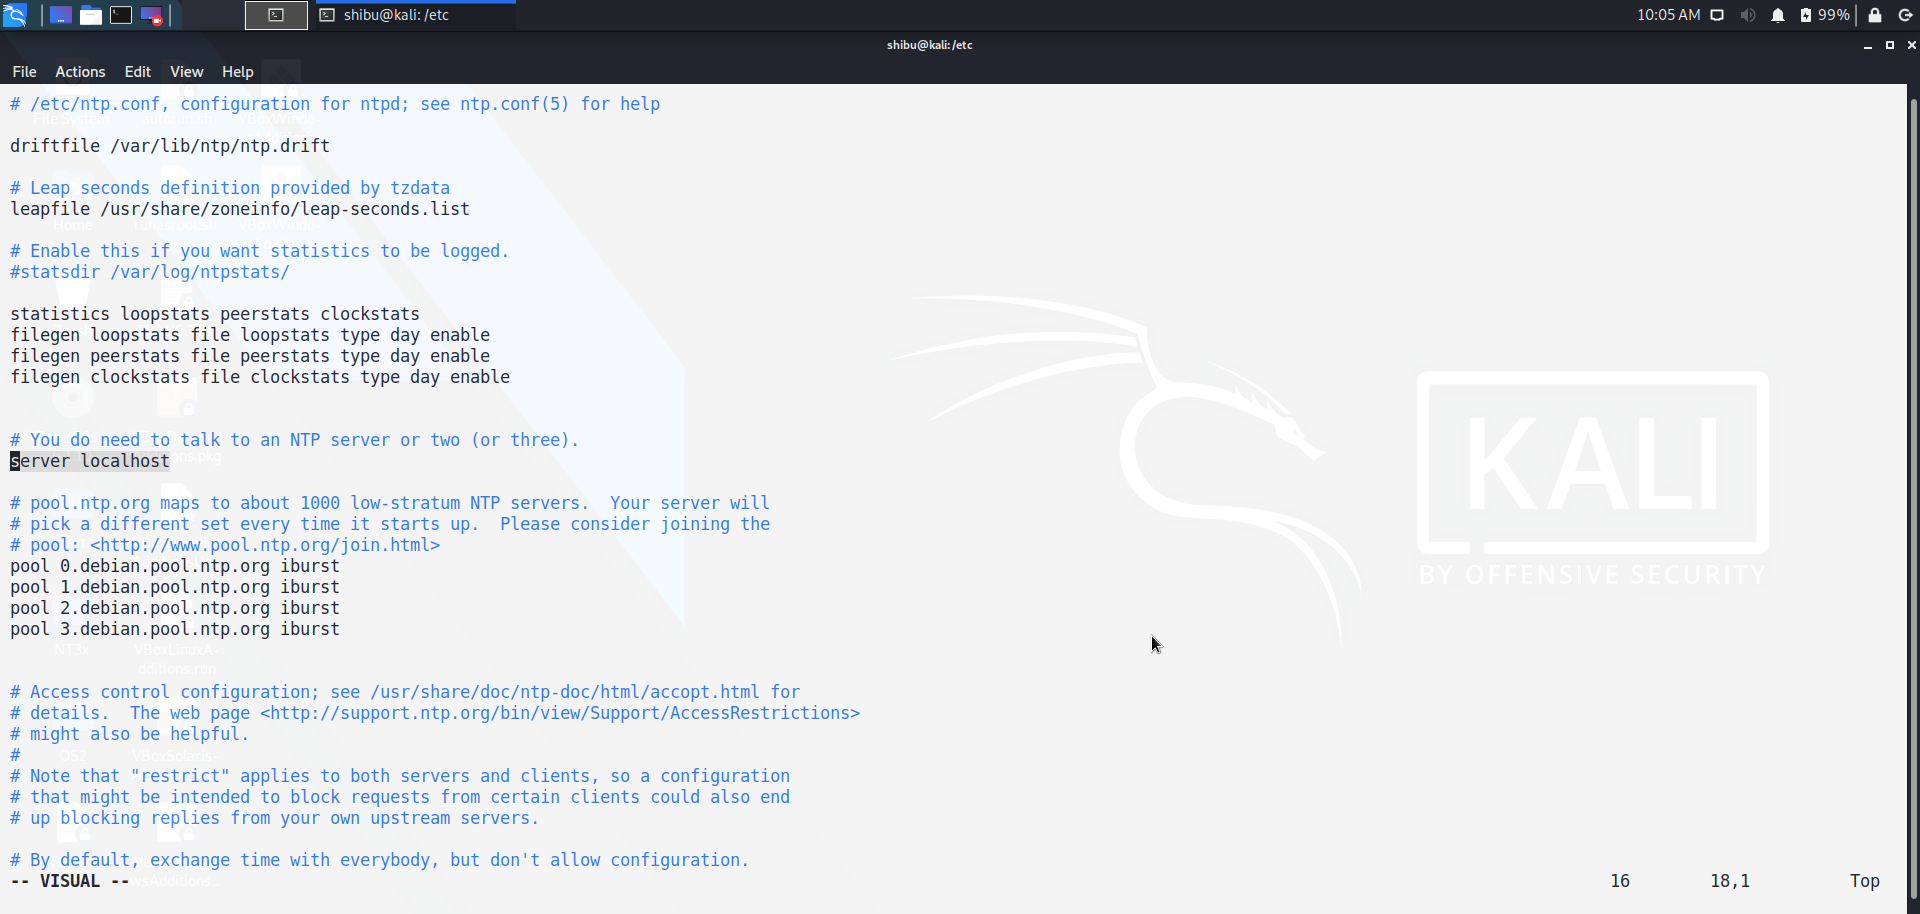 shibu@kali: /etc
10:05 AM
99%
shibu@kali: /etc
File Actions Edit View Help
# /etc/ntp.conf, configuration for ntpd; see ntp.conf(5) for help
driftfile /var/lib/ntp/ntp.drift
# Leap seconds definition provided by tzdata
leapfile /usr/share/zoneinfo/leap-seconds.list
# Enable this if you want statistics to be logged.
#statsdir /var/log/ntpstats/
statistics loopstats peerstats clockstats
filegen loopstats file loopstats type day enable
filegen peerstats file peerstats type day enable
filegen clockstats file clockstats type day enable
# You do need to talk to an NTP server or two (or three).
server localhost
# pool.ntp.org maps to about 1000 low-stratum NTP servers.  Your server will
# pick a different set every time it starts up.  Please consider joining the
# pool: <http://www.pool.ntp.org/join.html>
pool 0.debian.pool.ntp.org iburst
pool 1.debian.pool.ntp.org iburst
pool 2.debian.pool.ntp.org iburst
pool 3.debian.pool.ntp.org iburst
# Access control configuration; see /usr/share/doc/ntp-doc/html/accopt.html for
# details.  The web page <http://support.ntp.org/bin/view/Support/AccessRestrictions>
# might also be helpful.
#
# Note that "restrict" applies to both servers and clients, so a configuration
# that might be intended to block requests from certain clients could also end
# up blocking replies from your own upstream servers.
# By default, exchange time with everybody, but don't allow configuration.
-- VISUAL --
16 18,1 Top
KALI
BY OFFENSIVE SECURITY
File System
Home
NT3x
VBoxLinuxA-
dditions.run
OS2
VBoxSolaris-